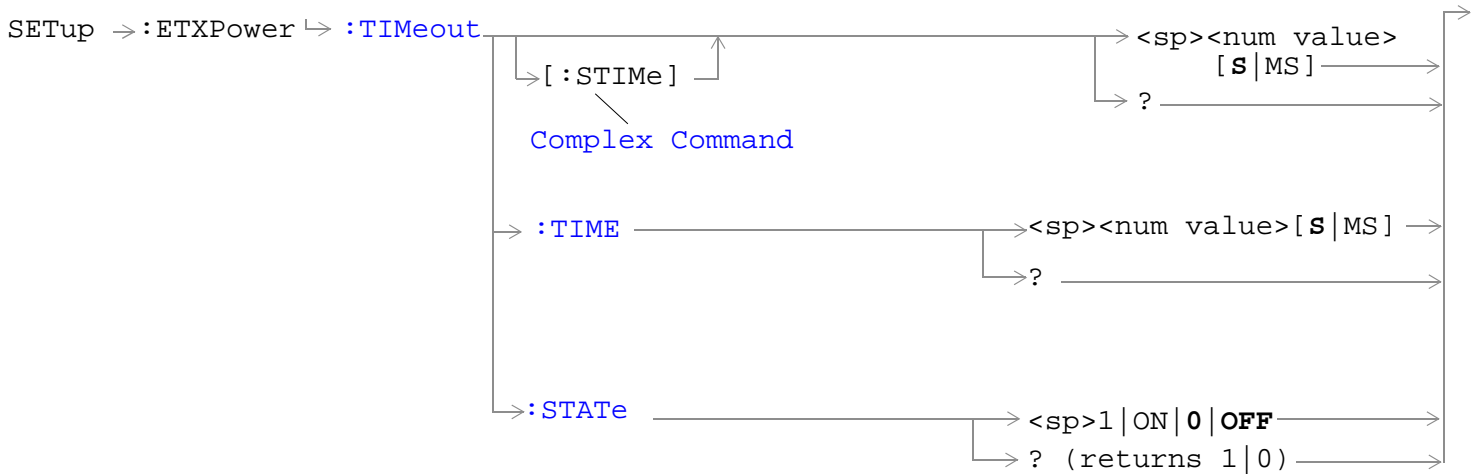 SETup :ETXPower :TIMeout <sp><num value>
[:STIMe] [S|MS]
?
Complex Command
:TIME <sp><num value>[S|MS]
?
:STATe <sp>1|ON|0|OFF
? (returns 1|0)